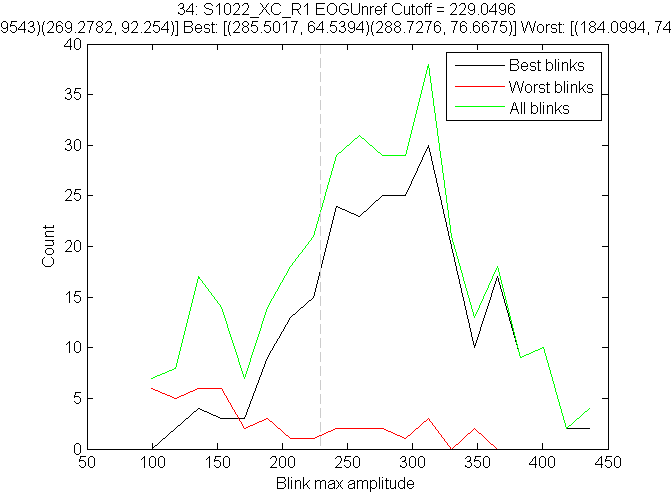 34: S1022_XC_R1 EOGUnref Cutoff = 229.0496
9543)(269.2782, 92.254)] Best: [(285.5017, 64.5394)(288.7276, 76.6675)] Worst: [(184.0994, 74
40
35
30
25
20
15
10
5
0
Count
Best blinks
Worst blinks
All blinks
50
100
150
200
250
300
350
400
450
Blink max amplitude